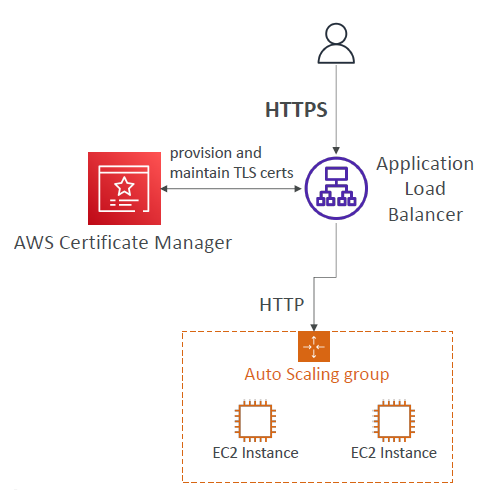 HTTPS
provision and
maintain TLS certs
Application
Load
Balancer
AWS Certificate Manager
HTTP
Auto Scaling group
EC2 Instance
EC2 Instance